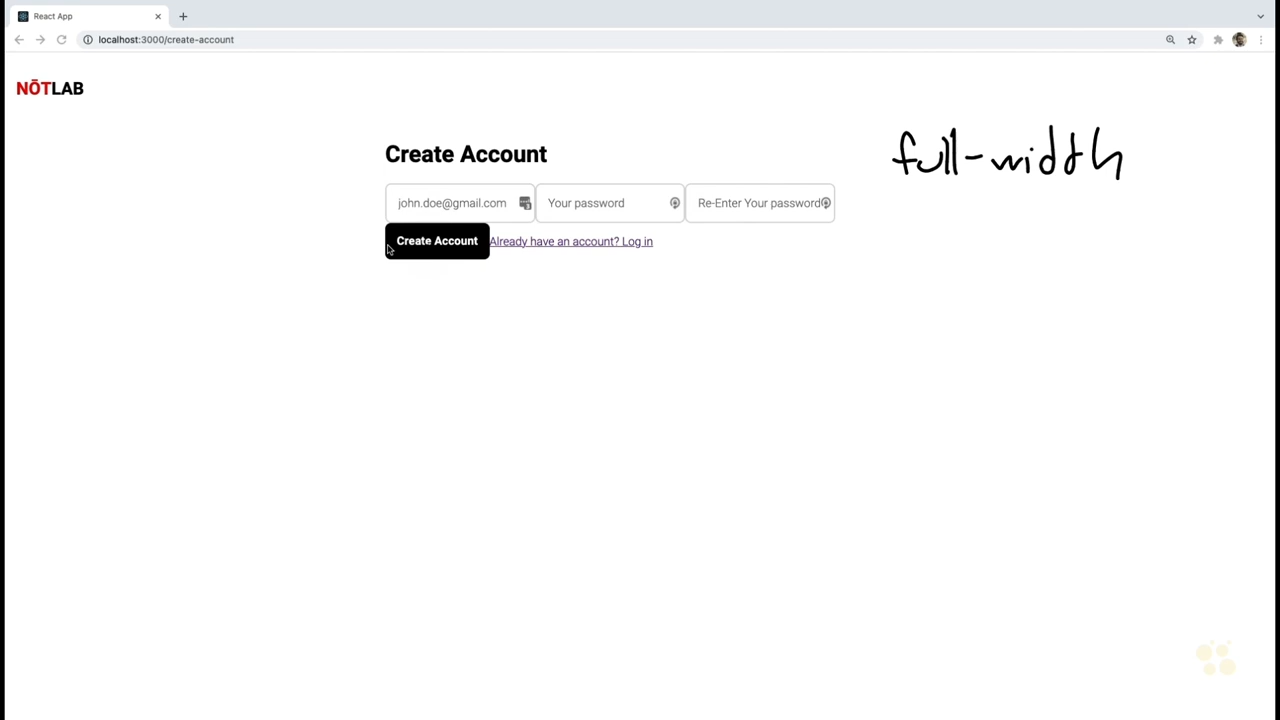 React App
localhost:3000/create-account
NŌTLAB
full-width
Create Account
john.doe@gmail.com Your password Re-Enter Your password
Create Account Already have an account? Log in